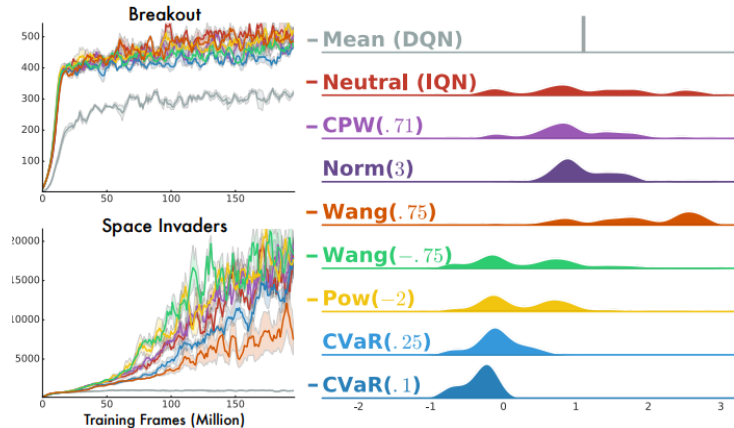 Breakout
500
400
300
200
100
0 50 100 150
Space Invaders
20000
15000
10000
5000
0 50 100 150
Training Frames (Million)
Mean (DQN)
Neutral (IQN)
CPW(.71)
Norm(3)
Wang(.75)
Wang(−.75)
Pow(−2)
CVaR(.25)
CVaR(.1)
-2 -1 0 1 2 3